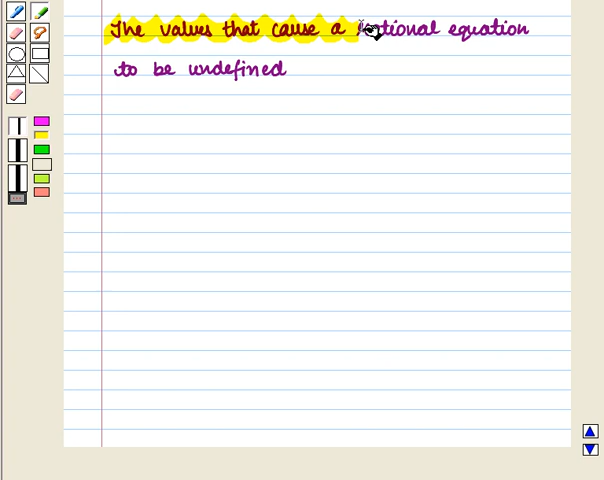 The values that cause a rational equation
to be undefined